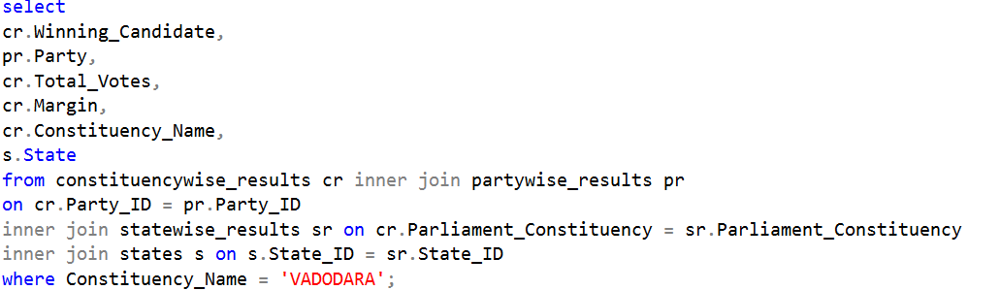 select
cr.Winning_Candidate,
pr.Party,
cr.Total_Votes,
cr.Margin,
cr.Constituency_Name,
s.State
from constituencywise_results cr inner join partywise_results pr
on cr.Party_ID = pr.Party_ID
inner join statewise_results sr on cr.Parliament_Constituency = sr.Parliament_Constituency
inner join states s on s.State_ID = sr.State_ID
where Constituency_Name = 'VADODARA';